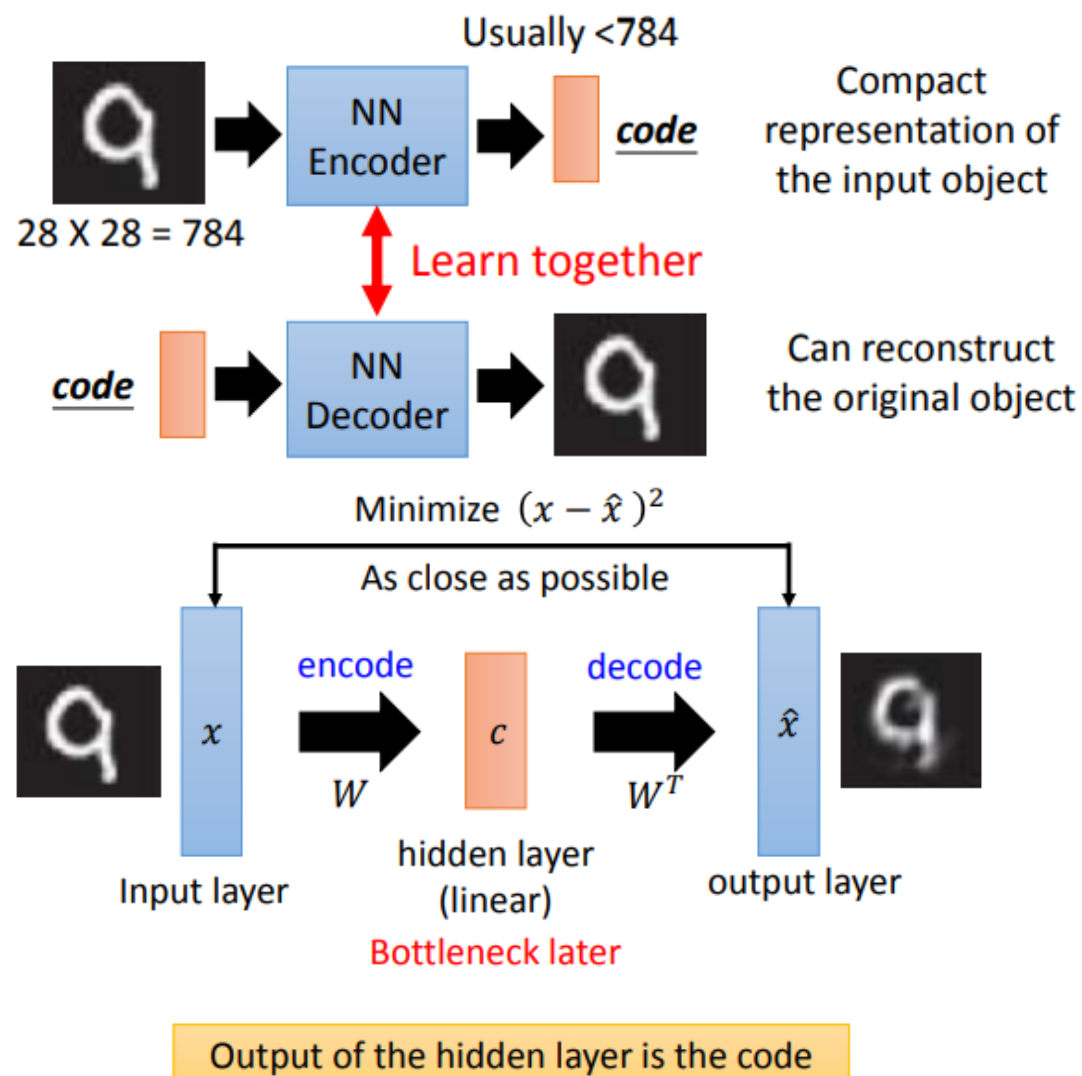 Usually <784
NN
Encoder
code
Compact
representation of
the input object
28 X 28 = 784
Learn together
code
NN
Decoder
Can reconstruct
the original object
Minimize (x − x̂ )²
As close as possible
encode
decode
x
c
x̂
W
Wᵀ
Input layer
hidden layer
(linear)
output layer
Bottleneck later
Output of the hidden layer is the code